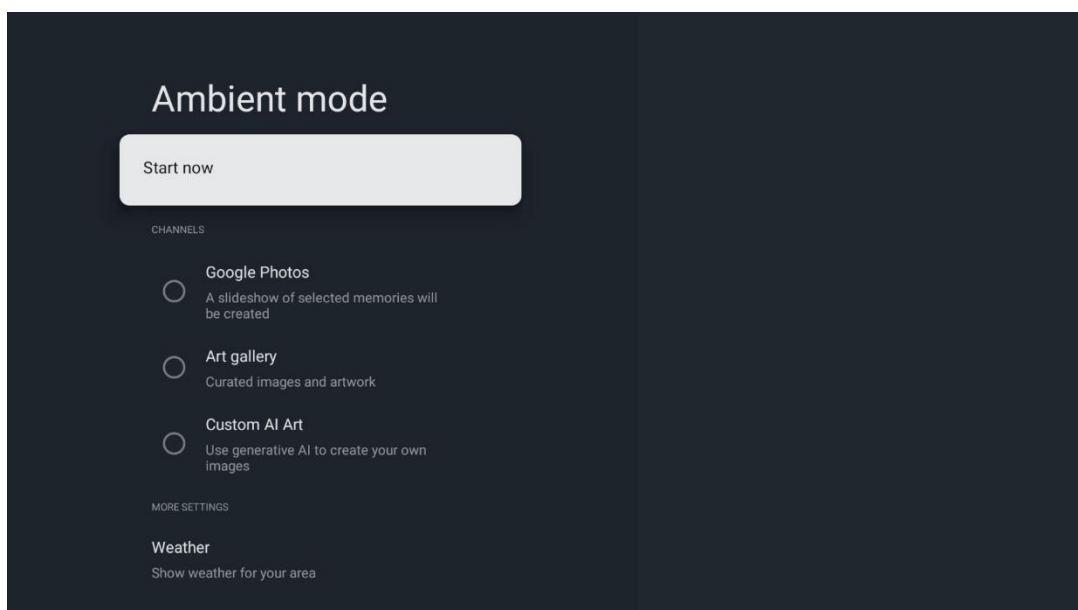 Ambient mode
Start now
CHANNELS
Google Photos
A slideshow of selected memories will
be created
Art gallery
Curated images and artwork
Custom AI Art
Use generative AI to create your own
images
MORE SETTINGS
Weather
Show weather for your area